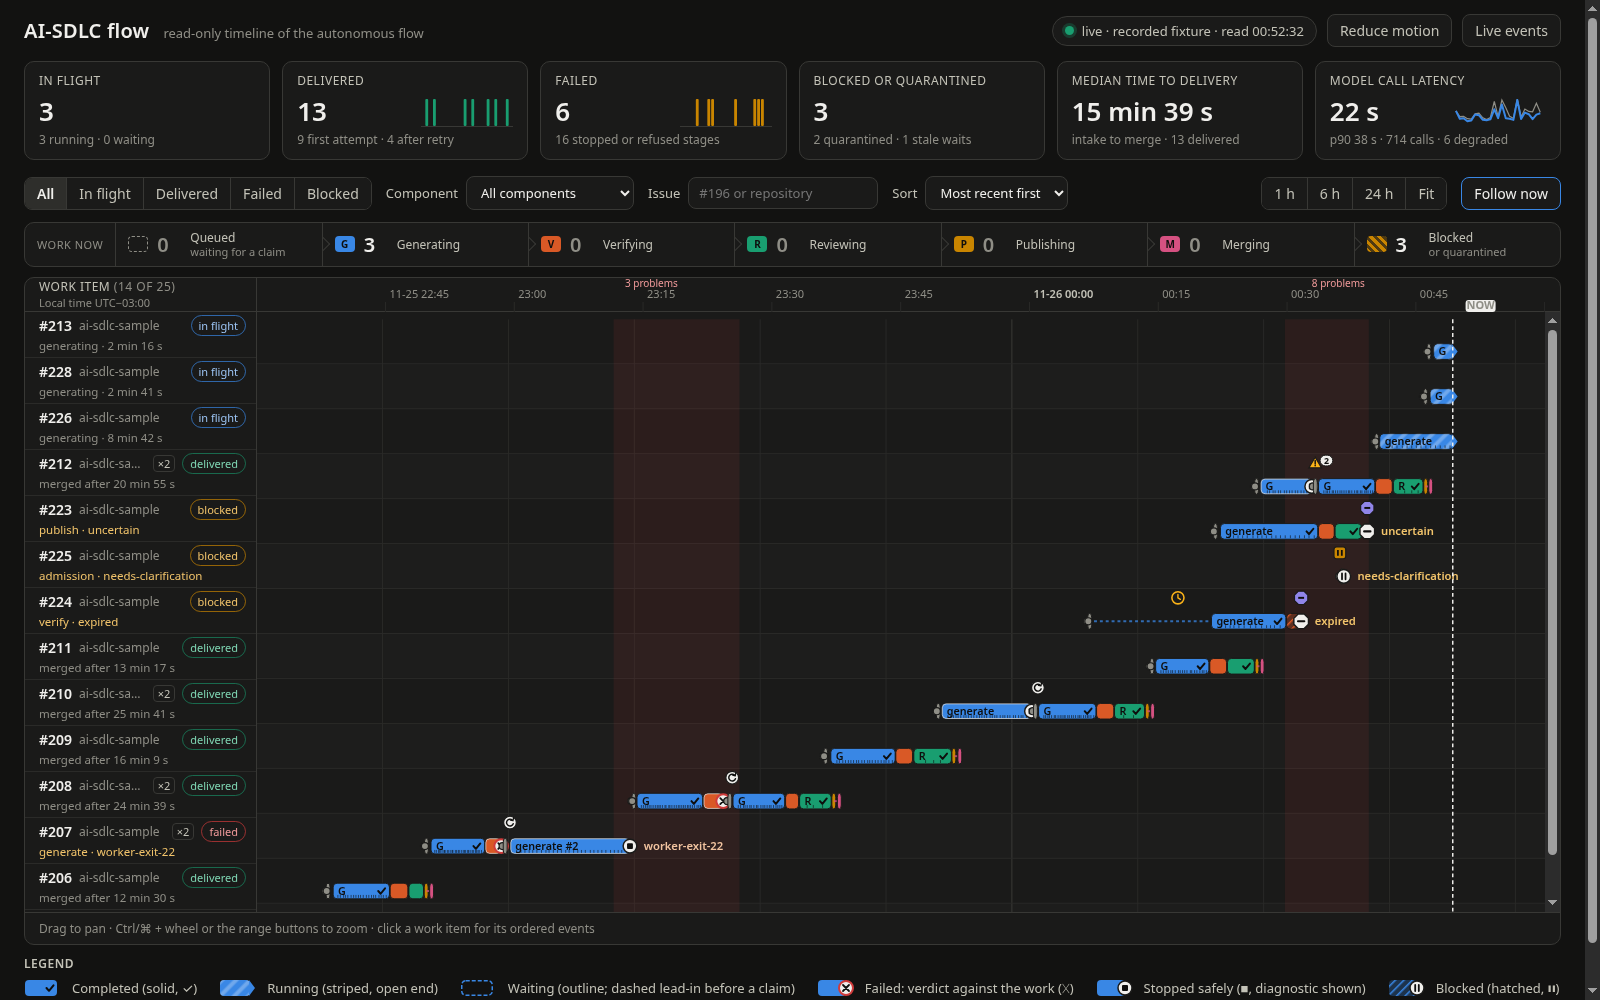 AI-SDLC flow read-only timeline of the autonomous flow live · recorded fixture · read 00:52:32 Reduce motion Live events
IN FLIGHT
3
3 running · 0 waiting
DELIVERED
13
9 first attempt · 4 after retry
FAILED
6
16 stopped or refused stages
BLOCKED OR QUARANTINED
3
2 quarantined · 1 stale waits
MEDIAN TIME TO DELIVERY
15 min 39 s
intake to merge · 13 delivered
MODEL CALL LATENCY
22 s
p90 38 s · 714 calls · 6 degraded
All In flight Delivered Failed Blocked Component All components Issue #196 or repository Sort Most recent first 1 h 6 h 24 h Fit Follow now
WORK NOW
0 Queued
waiting for a claim
G 3 Generating
V 0 Verifying
R 0 Reviewing
P 0 Publishing
M 0 Merging
3 Blocked
or quarantined
WORK ITEM (14 OF 25)
Local time UTC−03:00
3 problems 8 problems
11-25 22:45 23:00 23:15 23:30 23:45 11-26 00:00 00:15 00:30 00:45
NOW
#213 ai-sdlc-sample in flight
generating · 2 min 16 s
G
#228 ai-sdlc-sample in flight
generating · 2 min 41 s
G
#226 ai-sdlc-sample in flight
generating · 8 min 42 s
generate
#212 ai-sdlc-sa... ×2 delivered
merged after 20 min 55 s
2
G G R
#223 ai-sdlc-sample blocked
publish · uncertain
generate uncertain
#225 ai-sdlc-sample blocked
admission · needs-clarification
needs-clarification
#224 ai-sdlc-sample blocked
verify · expired
generate expired
#211 ai-sdlc-sample delivered
merged after 13 min 17 s
G
#210 ai-sdlc-sa... ×2 delivered
merged after 25 min 41 s
generate G R
#209 ai-sdlc-sample delivered
merged after 16 min 9 s
G R
#208 ai-sdlc-sa... ×2 delivered
merged after 24 min 39 s
G G R
#207 ai-sdlc-sample ×2 failed
generate · worker-exit-22
G generate #2 worker-exit-22
#206 ai-sdlc-sample delivered
merged after 12 min 30 s
G
Drag to pan · Ctrl/⌘ + wheel or the range buttons to zoom · click a work item for its ordered events
LEGEND
Completed (solid, ✓) Running (striped, open end) Waiting (outline; dashed lead-in before a claim) Failed: verdict against the work (╳) Stopped safely (■, diagnostic shown) Blocked (hatched, ıı)